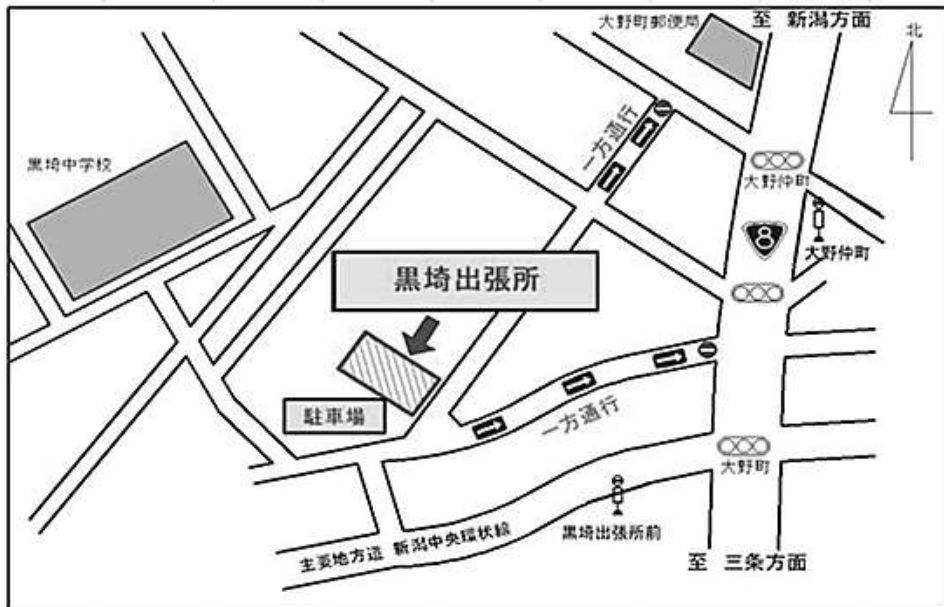 大野町郵便局
至 新潟方面
北
一方通行
大野仲町
黒埼中学校
8
大野仲町
黒埼出張所
駐車場
一方通行
大野町
黒埼出張所前
主要地方道 新潟中央環状線
至 三条方面